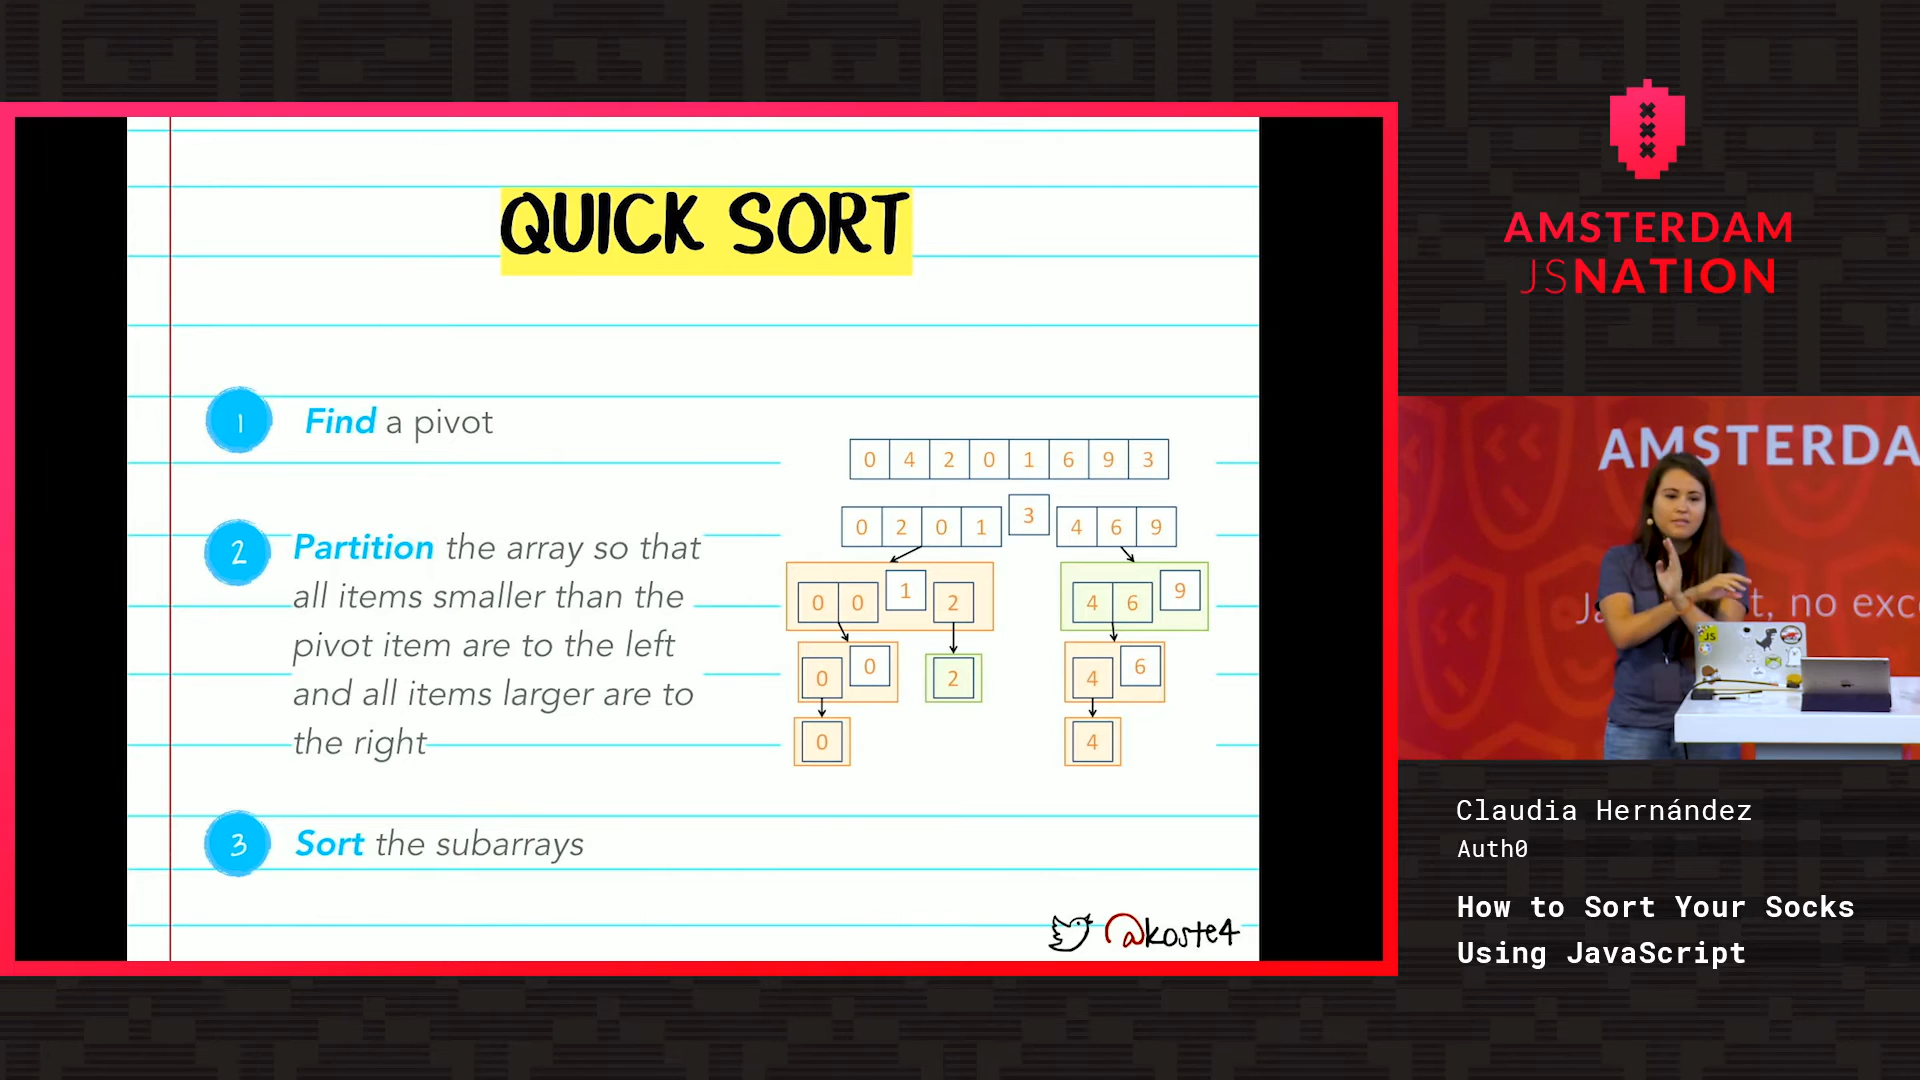 QUICK SORT
1 Find a pivot
2 Partition the array so that
all items smaller than the
pivot item are to the left
and all items larger are to
the right
3 Sort the subarrays
0 4 2 0 1 6 9 3
0 2 0 1 3 4 6 9
0 0 1 2 4 6 9
0 0 2 4 6
0 4
@koste4
AMSTERDAM
JSNATION
AMSTERDA
t, no exc
JS
Claudia Hernández
Auth0
How to Sort Your Socks
Using JavaScript